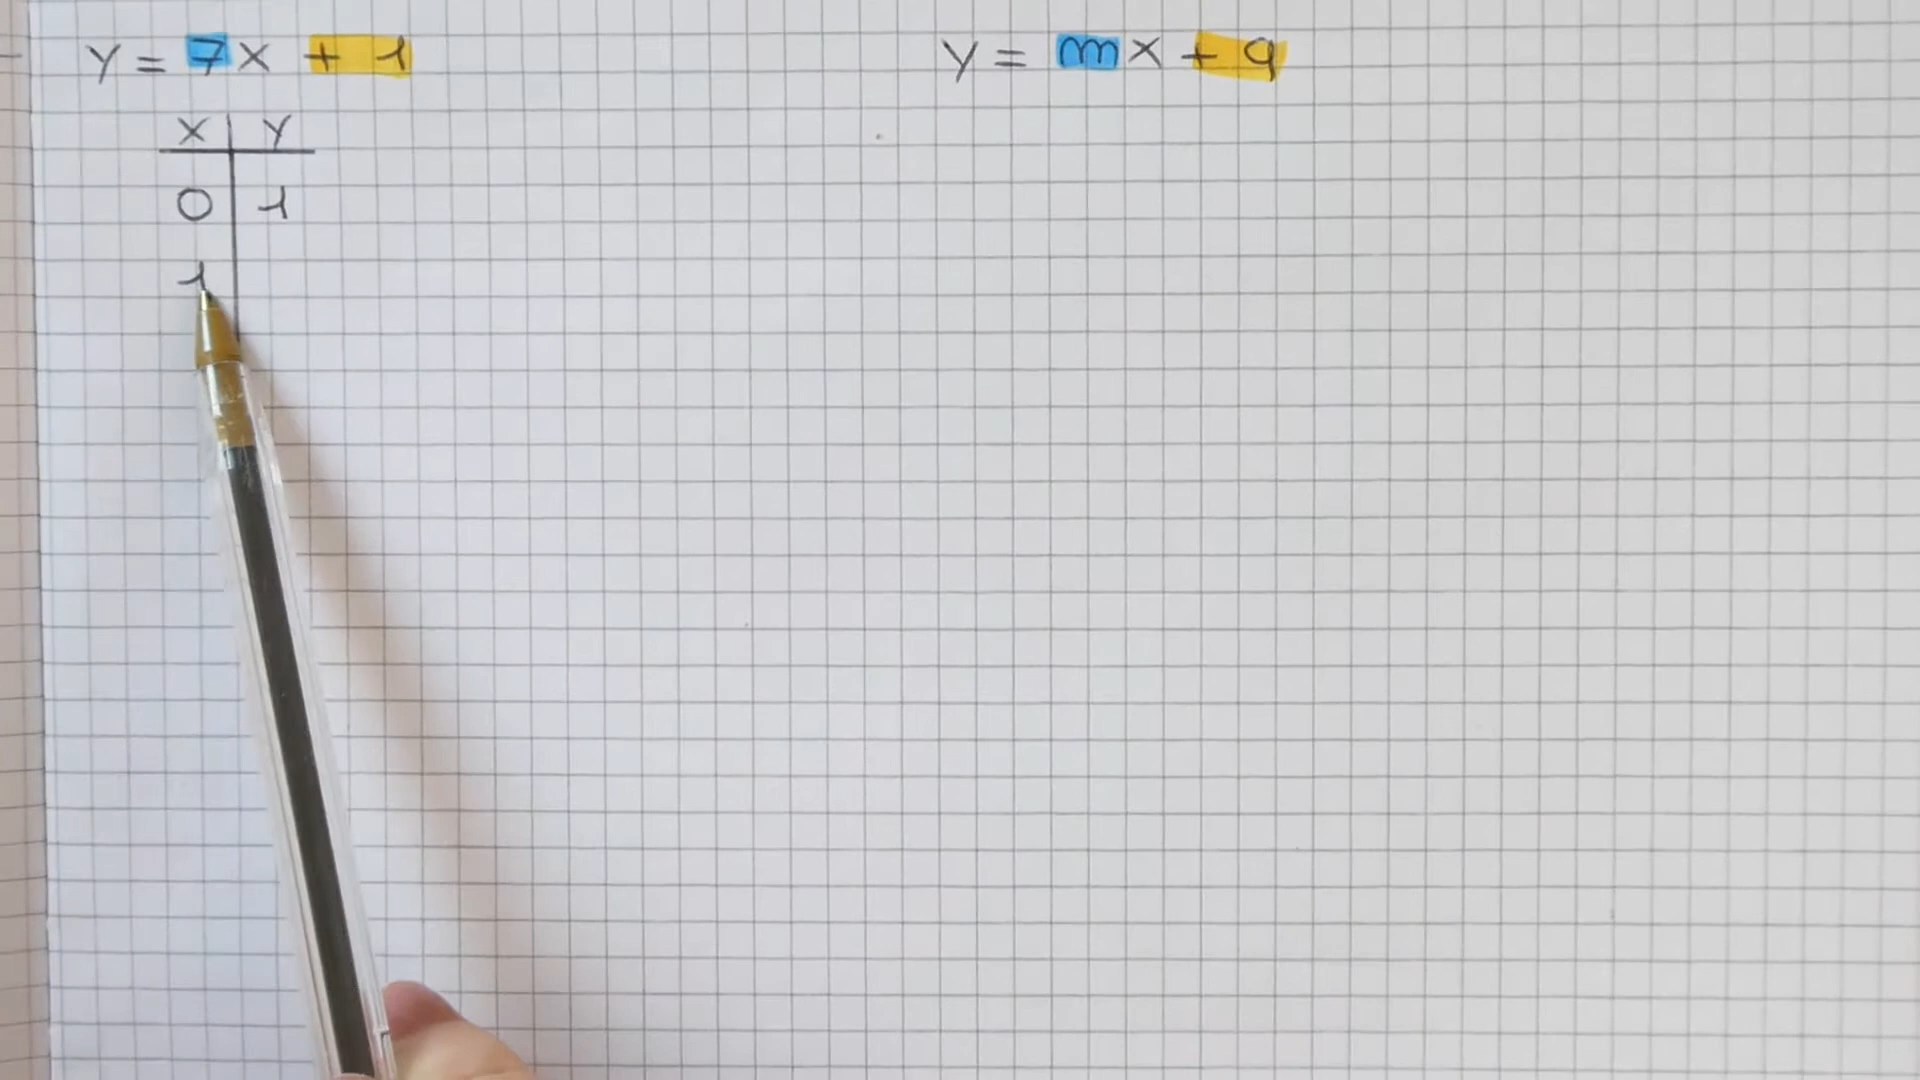 y = 7x + 1
y = mx + q
x y
0 1
1